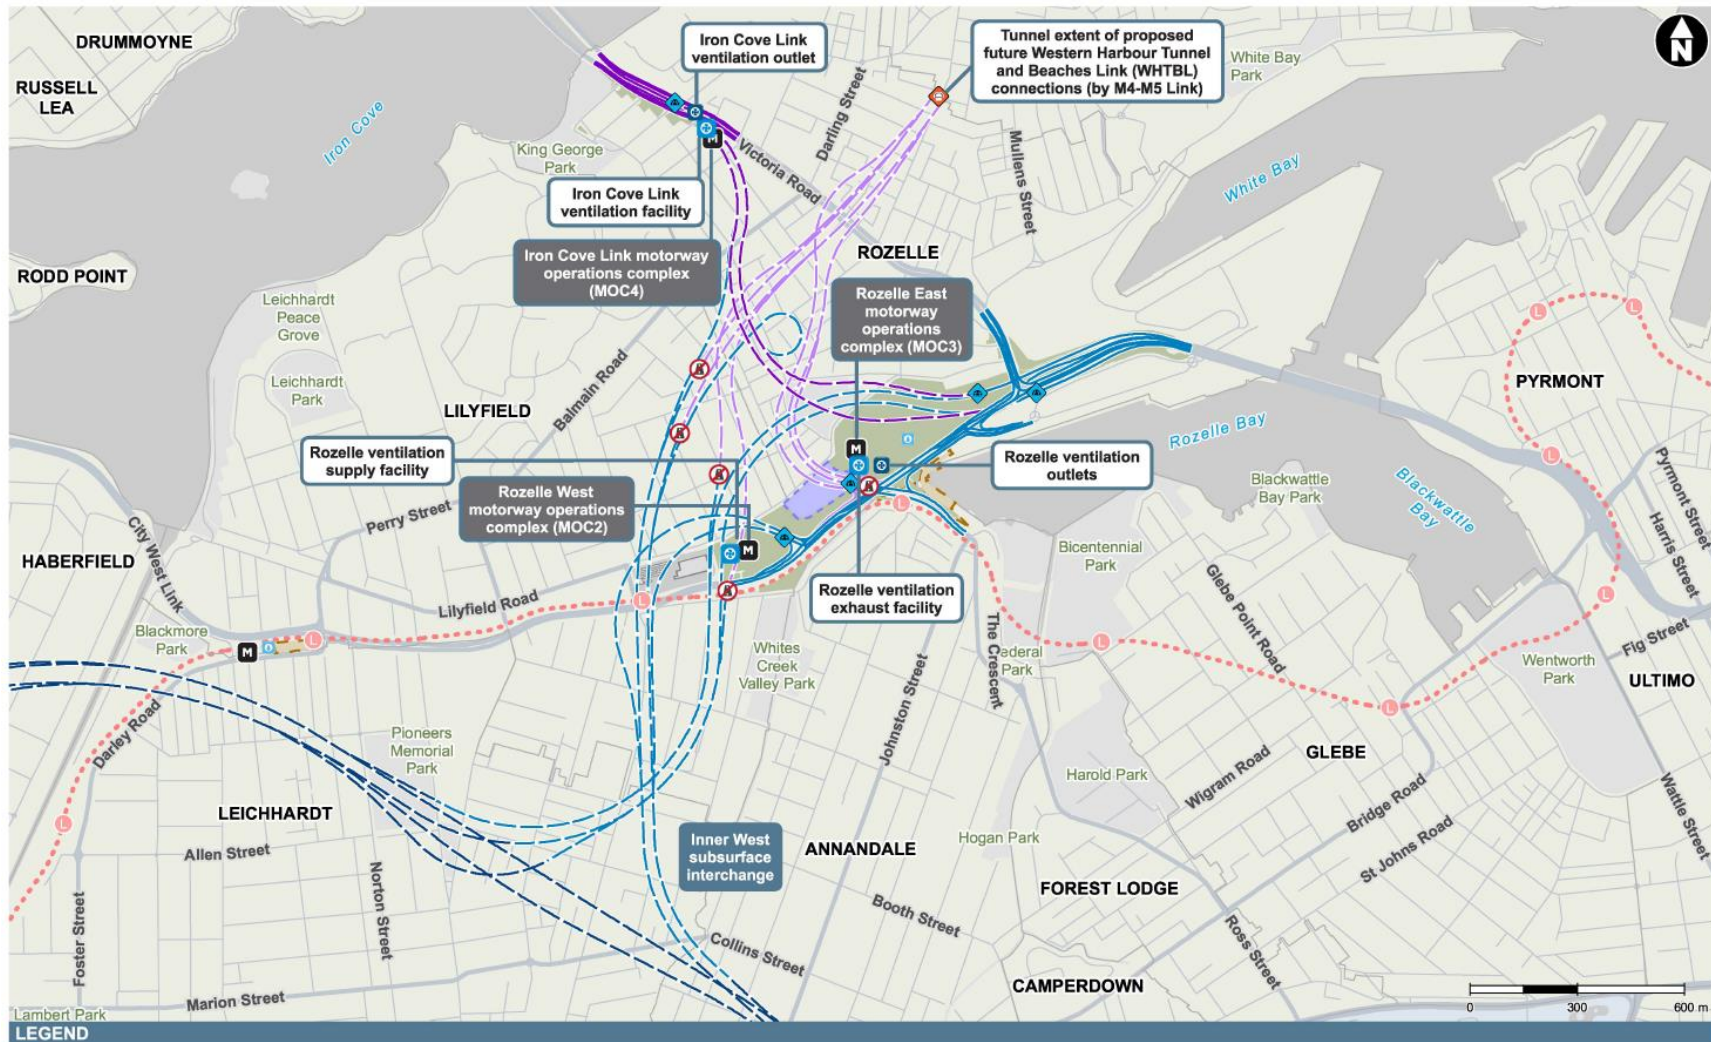 DRUMMOYNE
RUSSELL
LEA
Iron Cove
Iron Cove Link
ventilation outlet
Darling Street
Tunnel extent of proposed
future Western Harbour Tunnel
and Beaches Link (WHTBL)
connections (by M4-M5 Link)
White Bay
Park
N
King George
Park
M
Victoria Road
Mullens Street
White Bay
Iron Cove Link
ventilation facility
Iron Cove Link motorway
operations complex
(MOC4)
ROZELLE
RODD POINT
Leichhardt
Peace
Grove
Rozelle East
motorway
operations
complex (MOC3)
L
L
Leichhardt
Park
Balmain Road
LILYFIELD
PYRMONT
Rozelle Bay
Rozelle ventilation
supply facility
M
Rozelle ventilation
outlets
L
Pyrmont Street
Blackwattle
Bay Park
Blackwattle
Bay
Rozelle West
motorway operations
complex (MOC2)
Perry Street
L
Harris Street
City West Link
HABERFIELD
M
Bicentennial
Park
Glebe Point Road
Rozelle ventilation
exhaust facility
Lilyfield Road
L
L
Blackmore
Park
L
M
The Crescent
L
Fig Street
Whites
Creek
Valley Park
Federal
Park
Wentworth
Park
ULTIMO
Johnston Street
L
Darley Road
Pioneers
Memorial
Park
GLEBE
Harold Park
Wigram Road
Bridge Road
Wattle Street
LEICHHARDT
L
Inner West
subsurface
interchange
ANNANDALE
Hogan Park
St Johns Road
Allen Street
FOREST LODGE
Norton Street
Booth Street
Foster Street
Collins Street
Ross Street
CAMPERDOWN
Marion Street
Lambert Park
0 300 600 m
LEGEND